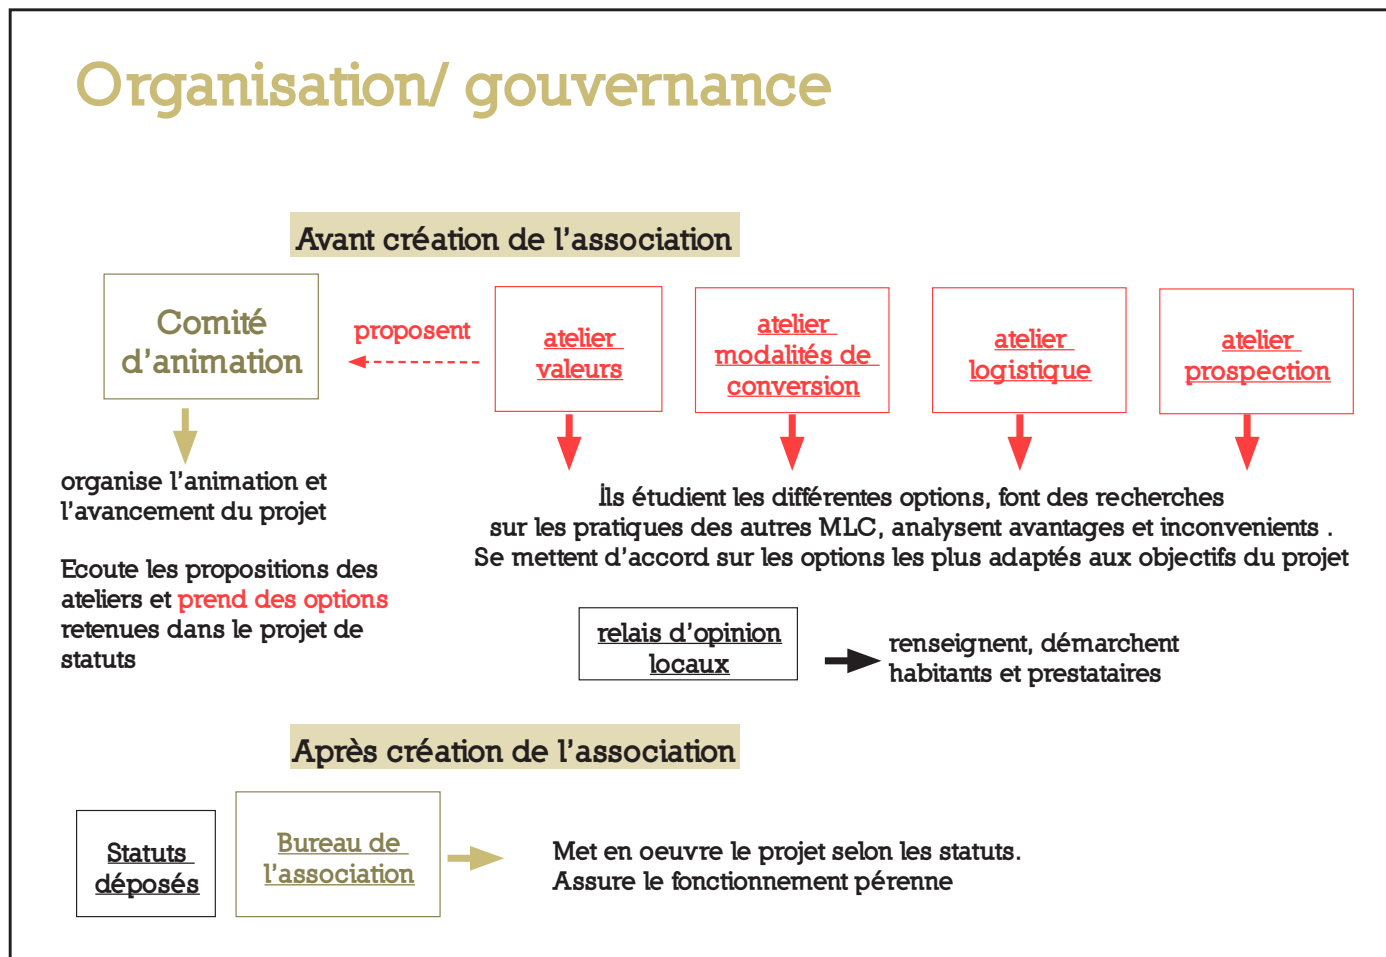 Organisation/ gouvernance
Avant création de l'association
Comité
d'animation
proposent
atelier
valeurs
atelier
modalités de
conversion
atelier
logistique
atelier
prospection
organise l'animation et
l'avancement du projet
Ecoute les propositions des
ateliers et prend des options
retenues dans le projet de
statuts
Ils étudient les différentes options, font des recherches
sur les pratiques des autres MLC, analysent avantages et inconvenients .
Se mettent d'accord sur les options les plus adaptés aux objectifs du projet
relais d'opinion
locaux
renseignent, démarchent
habitants et prestataires
Après création de l'association
Statuts
déposés
Bureau de
l'association
Met en oeuvre le projet selon les statuts.
Assure le fonctionnement pérenne